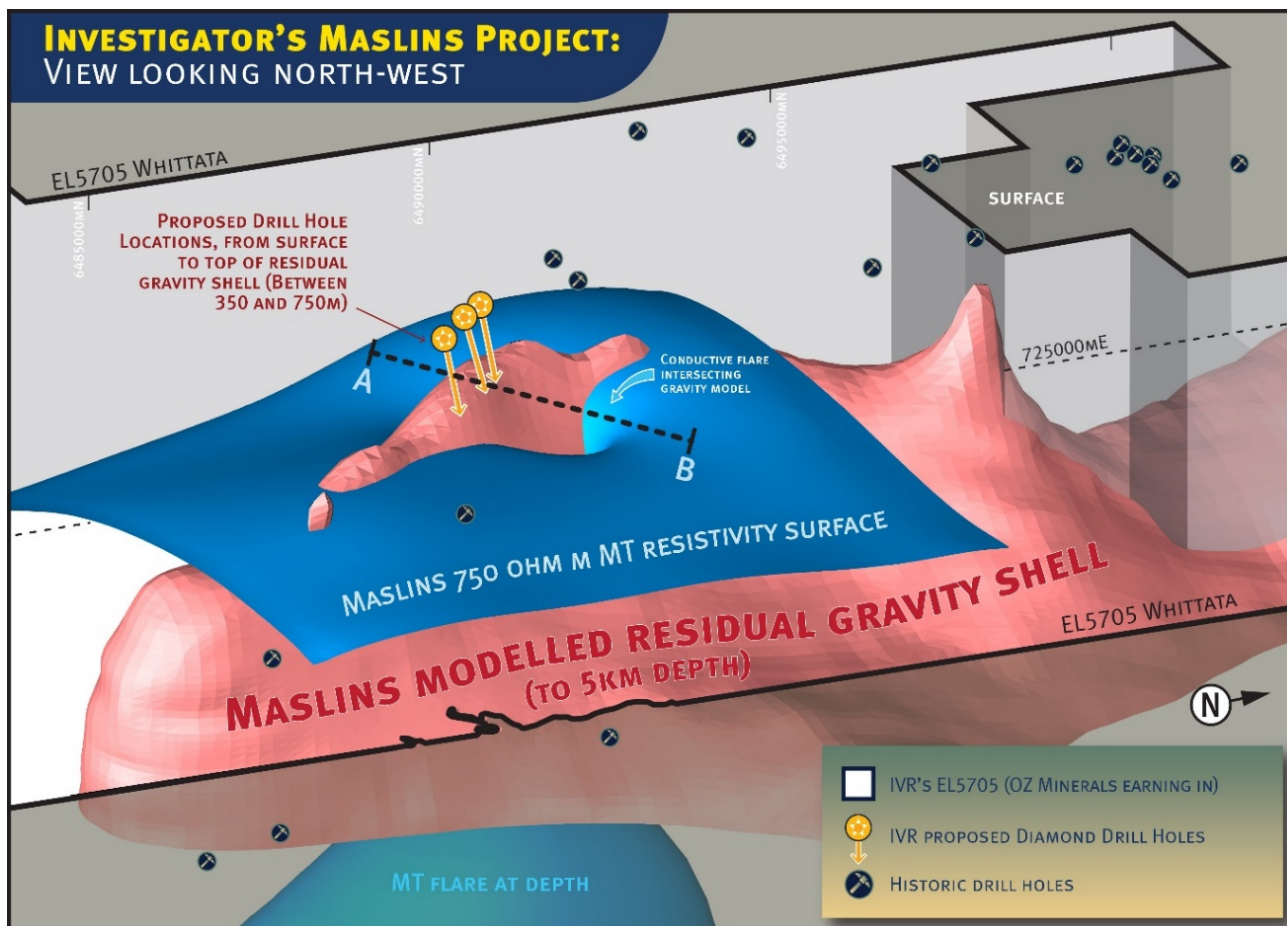 INVESTIGATOR'S MASLINS PROJECT:
VIEW LOOKING NORTH-WEST
EL5705 WHITTATA
6485000MN
6490000MN
6495000MN
PROPOSED DRILL HOLE
LOCATIONS, FROM SURFACE
TO TOP OF RESIDUAL
GRAVITY SHELL (BETWEEN
350 AND 750M)
SURFACE
725000ME
CONDUCTIVE FLARE
INTERSECTING
GRAVITY MODEL
A
B
MASLINS 750 OHM M MT RESISTIVITY SURFACE
MASLINS MODELLED RESIDUAL GRAVITY SHELL
(TO 5KM DEPTH)
EL5705 WHITTATA
N
MT FLARE AT DEPTH
IVR'S EL5705 (OZ MINERALS EARNING IN)
IVR PROPOSED DIAMOND DRILL HOLES
HISTORIC DRILL HOLES